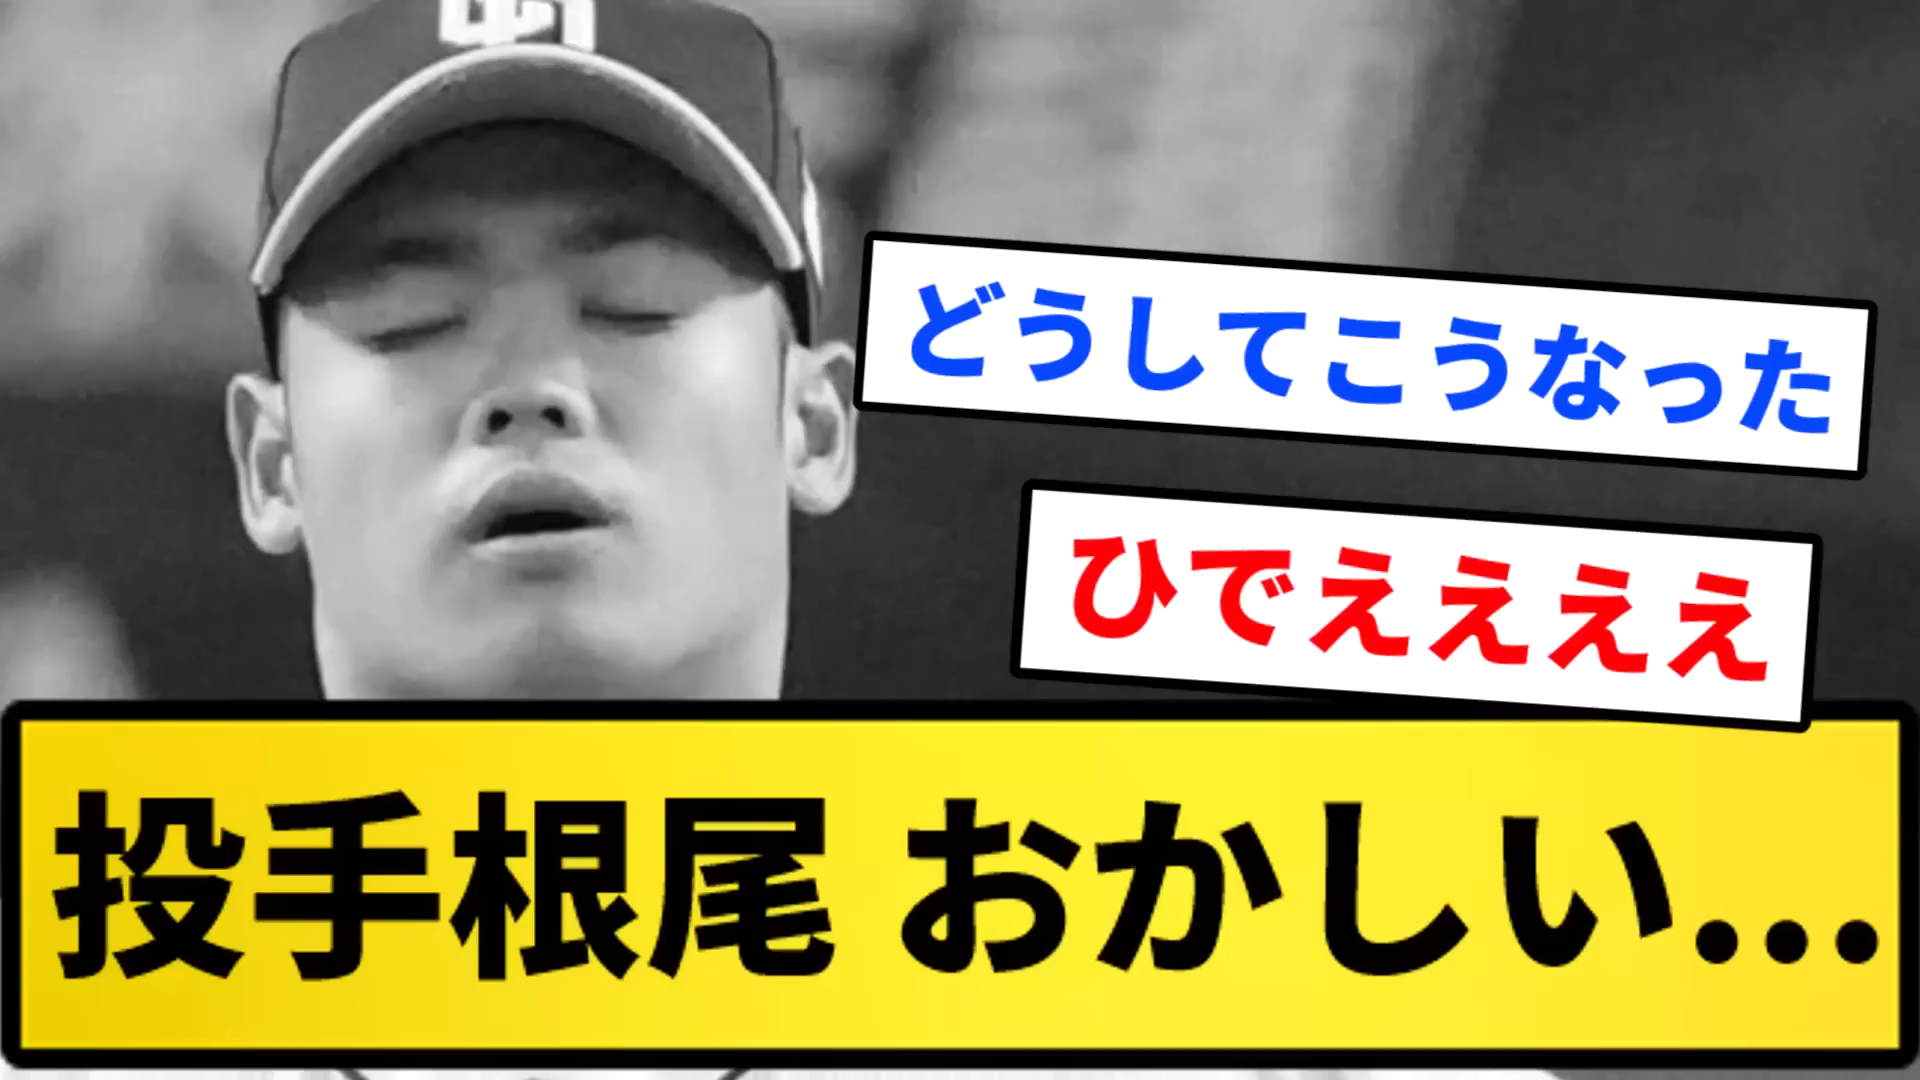 どうしてこうなった
ひでええええ
投手根尾 おかしい...